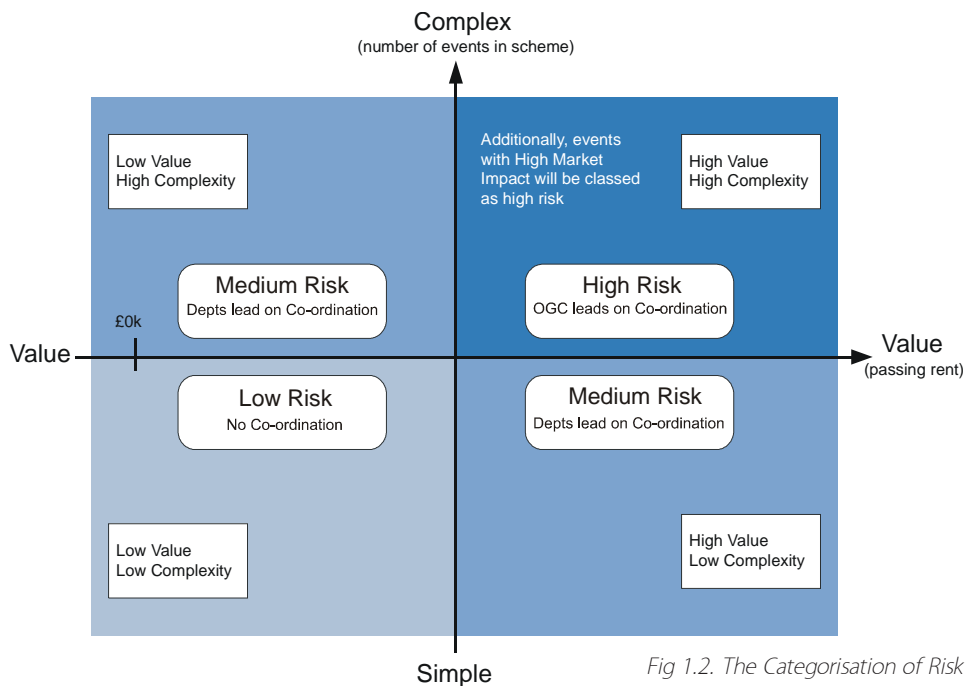 Complex
(number of events in scheme)
Low Value
High Complexity
Additionally, events
with High Market
Impact will be classed
as high risk
High Value
High Complexity
Medium Risk
Depts lead on Co-ordination
High Risk
OGC leads on Co-ordination
£0k
Value
Value
(passing rent)
Low Risk
No Co-ordination
Medium Risk
Depts lead on Co-ordination
Low Value
Low Complexity
High Value
Low Complexity
Simple
Fig 1.2. The Categorisation of Risk